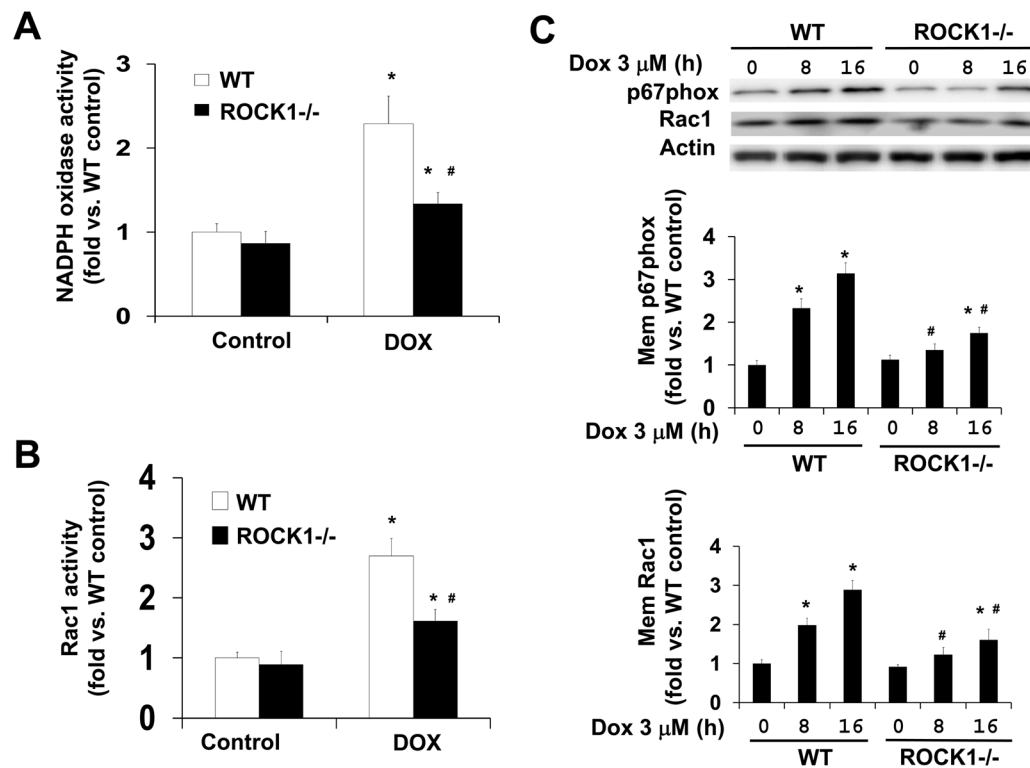 A
NADPH oxidase activity
(fold vs. WT control)
3
2
1
0
WT
ROCK1-/-
*
* #
Control
DOX
B
Rac1 activity
(fold vs. WT control)
4
3
2
1
0
WT
ROCK1-/-
*
* #
Control
DOX
C
WT ROCK1-/-
Dox 3 μM (h) 0 8 16 0 8 16
p67phox
Rac1
Actin
Mem p67phox
(fold vs. WT control)
4
3
2
1
0
*
*
#
* #
Dox 3 μM (h) 0 8 16 0 8 16
WT ROCK1-/-
Mem Rac1
(fold vs. WT control)
4
3
2
1
0
*
*
#
* #
Dox 3 μM (h) 0 8 16 0 8 16
WT ROCK1-/-